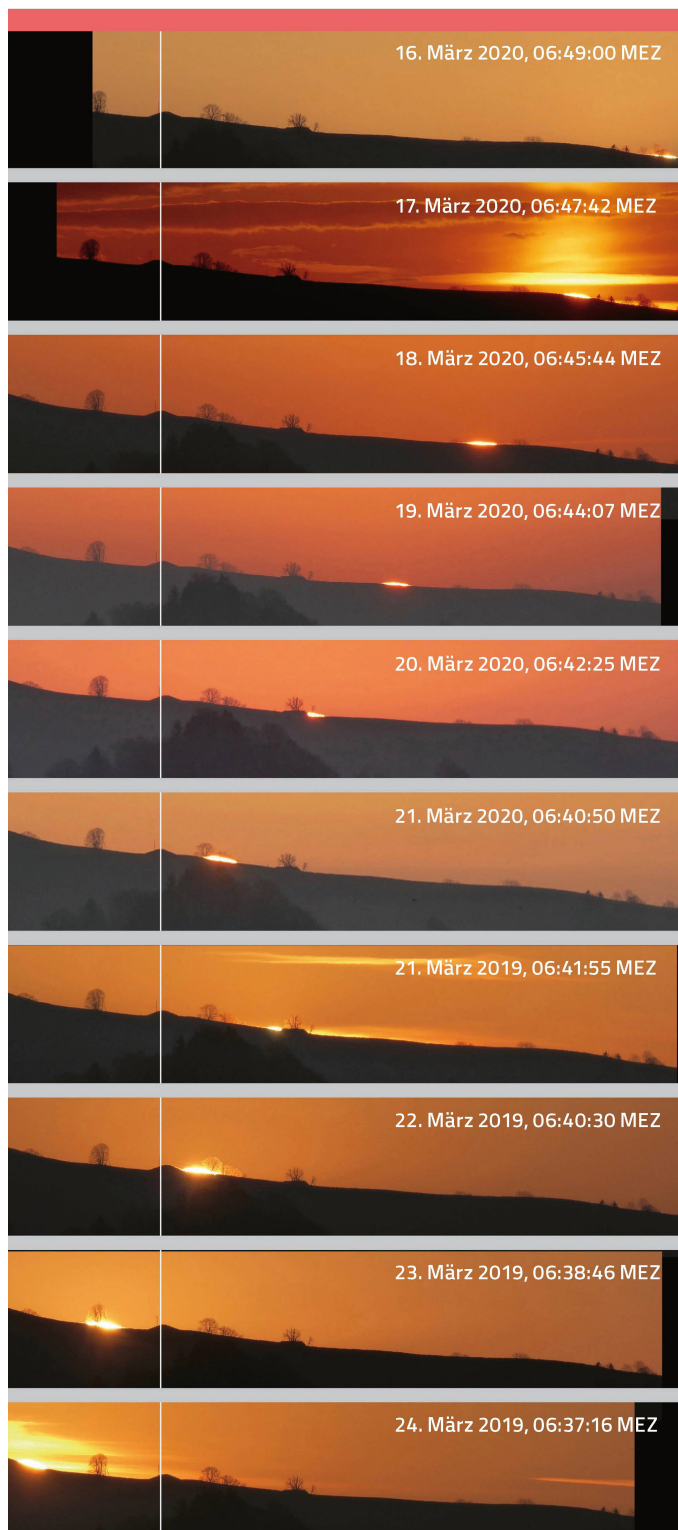 16. März 2020, 06:49:00 MEZ
17. März 2020, 06:47:42 MEZ
18. März 2020, 06:45:44 MEZ
19. März 2020, 06:44:07 MEZ
20. März 2020, 06:42:25 MEZ
21. März 2020, 06:40:50 MEZ
21. März 2019, 06:41:55 MEZ
22. März 2019, 06:40:30 MEZ
23. März 2019, 06:38:46 MEZ
24. März 2019, 06:37:16 MEZ